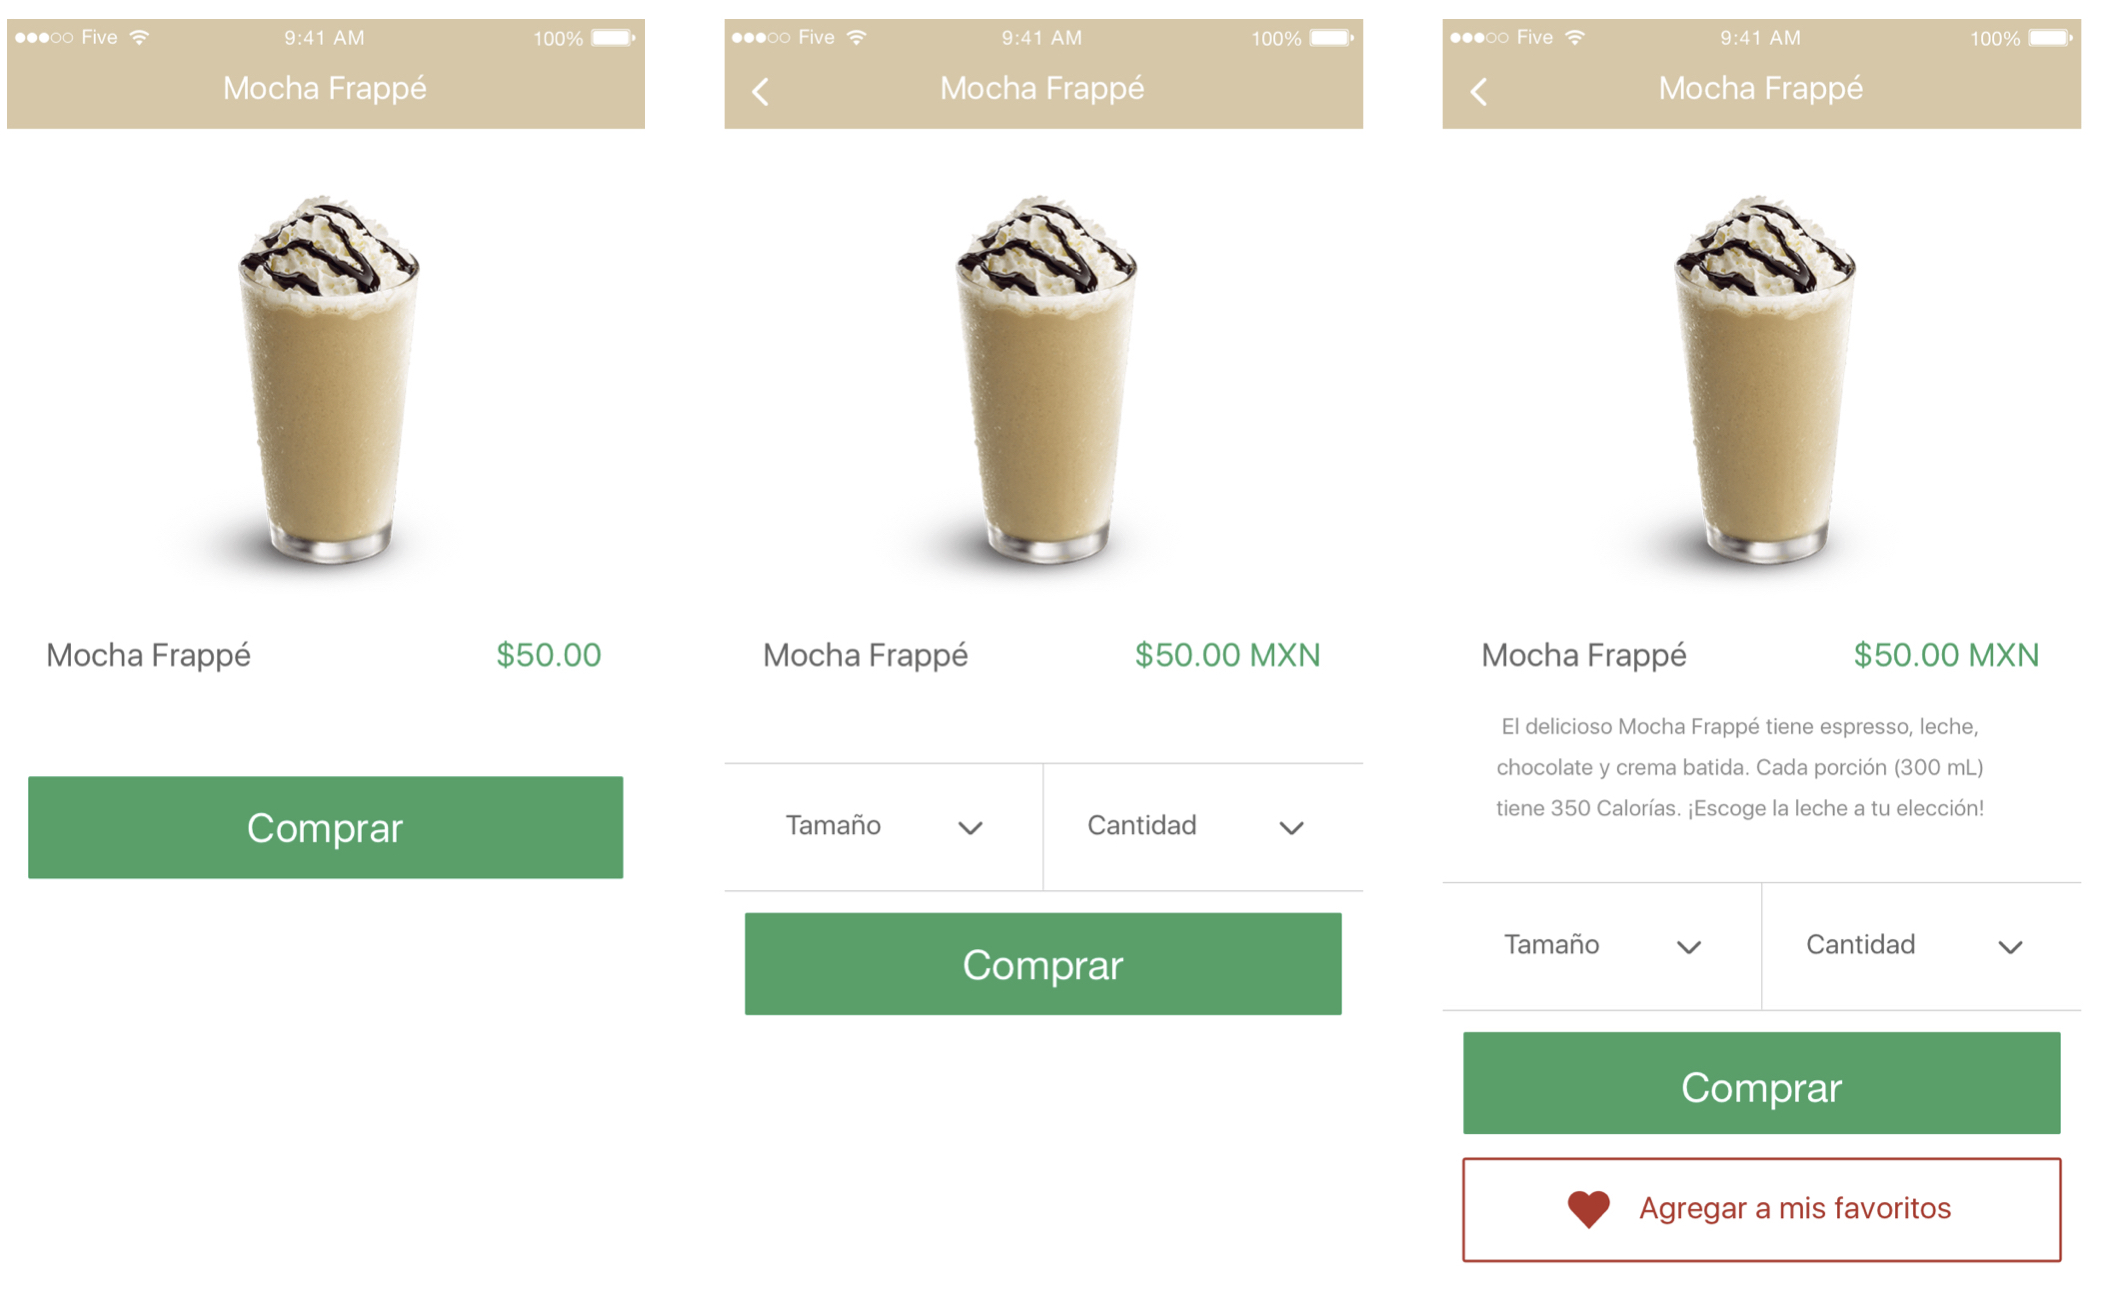 Five 9:41 AM 100%
Mocha Frappé
Mocha Frappé $50.00
Comprar
Five 9:41 AM 100%
Mocha Frappé
Mocha Frappé $50.00 MXN
Tamaño Cantidad
Comprar
Five 9:41 AM 100%
Mocha Frappé
Mocha Frappé $50.00 MXN
El delicioso Mocha Frappé tiene espresso, leche,
chocolate y crema batida. Cada porción (300 mL)
tiene 350 Calorías. ¡Escoge la leche a tu elección!
Tamaño Cantidad
Comprar
Agregar a mis favoritos